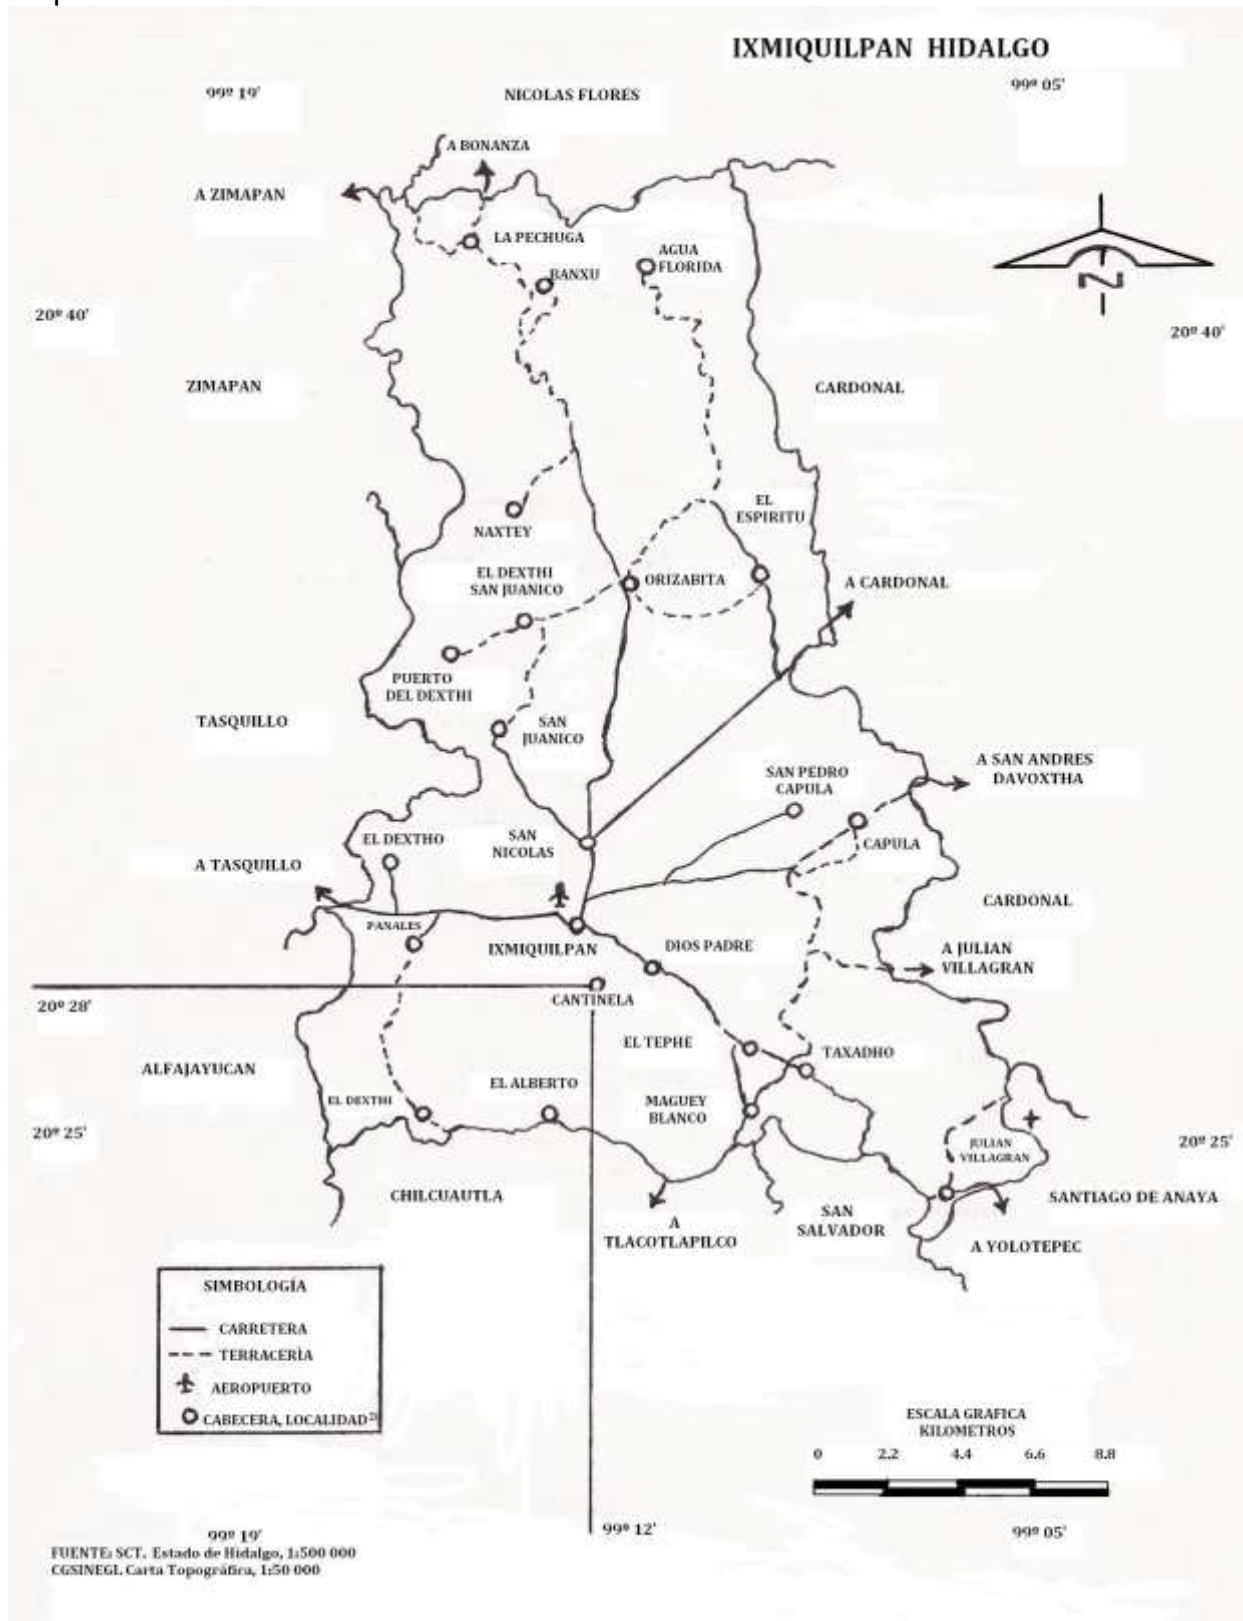 IXMIQUILPAN HIDALGO
99º 19'
NICOLAS FLORES
99º 05'
A BONANZA
A ZIMAPAN
LA PECHUGA
AGUA
FLORIDA
BANXU
N
20º 40'
20º 40'
ZIMAPAN
CARDONAL
EL
ESPIRITU
NAXTEY
EL DEXTHI
SAN JUANICO
ORIZABITA
A CARDONAL
PUERTO
DEL DEXTHI
TASQUILLO
SAN
JUANICO
A SAN ANDRES
DAVOXTHA
SAN PEDRO
CAPULA
EL DEXTHO
SAN
NICOLAS
CAPULA
A TASQUILLO
CARDONAL
PANALES
IXMIQUILPAN
DIOS PADRE
A JULIAN
VILLAGRAN
CANTINELA
20º 28'
EL TEPHE
TAXADHO
ALFAJAYUCAN
EL ALBERTO
EL DEXTHI
MAGUEY
BLANCO
20º 25'
20º 25'
JULIAN
VILLAGRAN
CHILCUAUTLA
SANTIAGO DE ANAYA
SAN
SALVADOR
A
TLACOTLAPILCO
A YOLOTEPEC
SIMBOLOGÍA
CARRETERA
TERRACERÌA
AEROPUERTO
CABECERA, LOCALIDAD
ESCALA GRAFICA
KILOMETROS
0 2.2 4.4 6.6 8.8
99º 19'
99º 12'
99º 05'
FUENTE: SCT. Estado de Hidalgo, 1:500 000
CGSINEGI. Carta Topográfica, 1:50 000